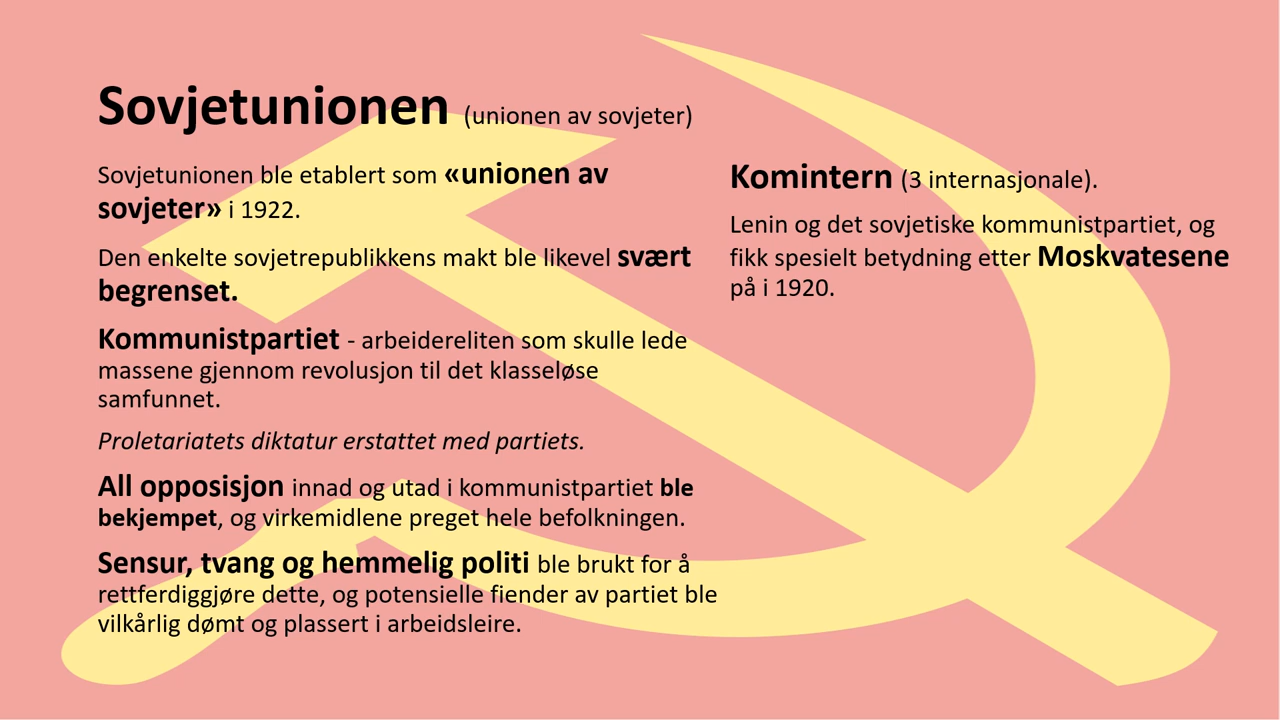 Sovjetunionen (unionen av sovjeter)
Sovjetunionen ble etablert som «unionen av
sovjeter» i 1922.
Den enkelte sovjetrepublikkens makt ble likevel svært
begrenset.
Kommunistpartiet - arbeidereliten som skulle lede
massene gjennom revolusjon til det klasseløse
samfunnet.
Proletariatets diktatur erstattet med partiets.
All opposisjon innad og utad i kommunistpartiet ble
bekjempet, og virkemidlene preget hele befolkningen.
Sensur, tvang og hemmelig politi ble brukt for å
rettferdiggjøre dette, og potensielle fiender av partiet ble
vilkårlig dømt og plassert i arbeidsleire.
Komintern (3 internasjonale).
Lenin og det sovjetiske kommunistpartiet, og
fikk spesielt betydning etter Moskvatesene
på i 1920.